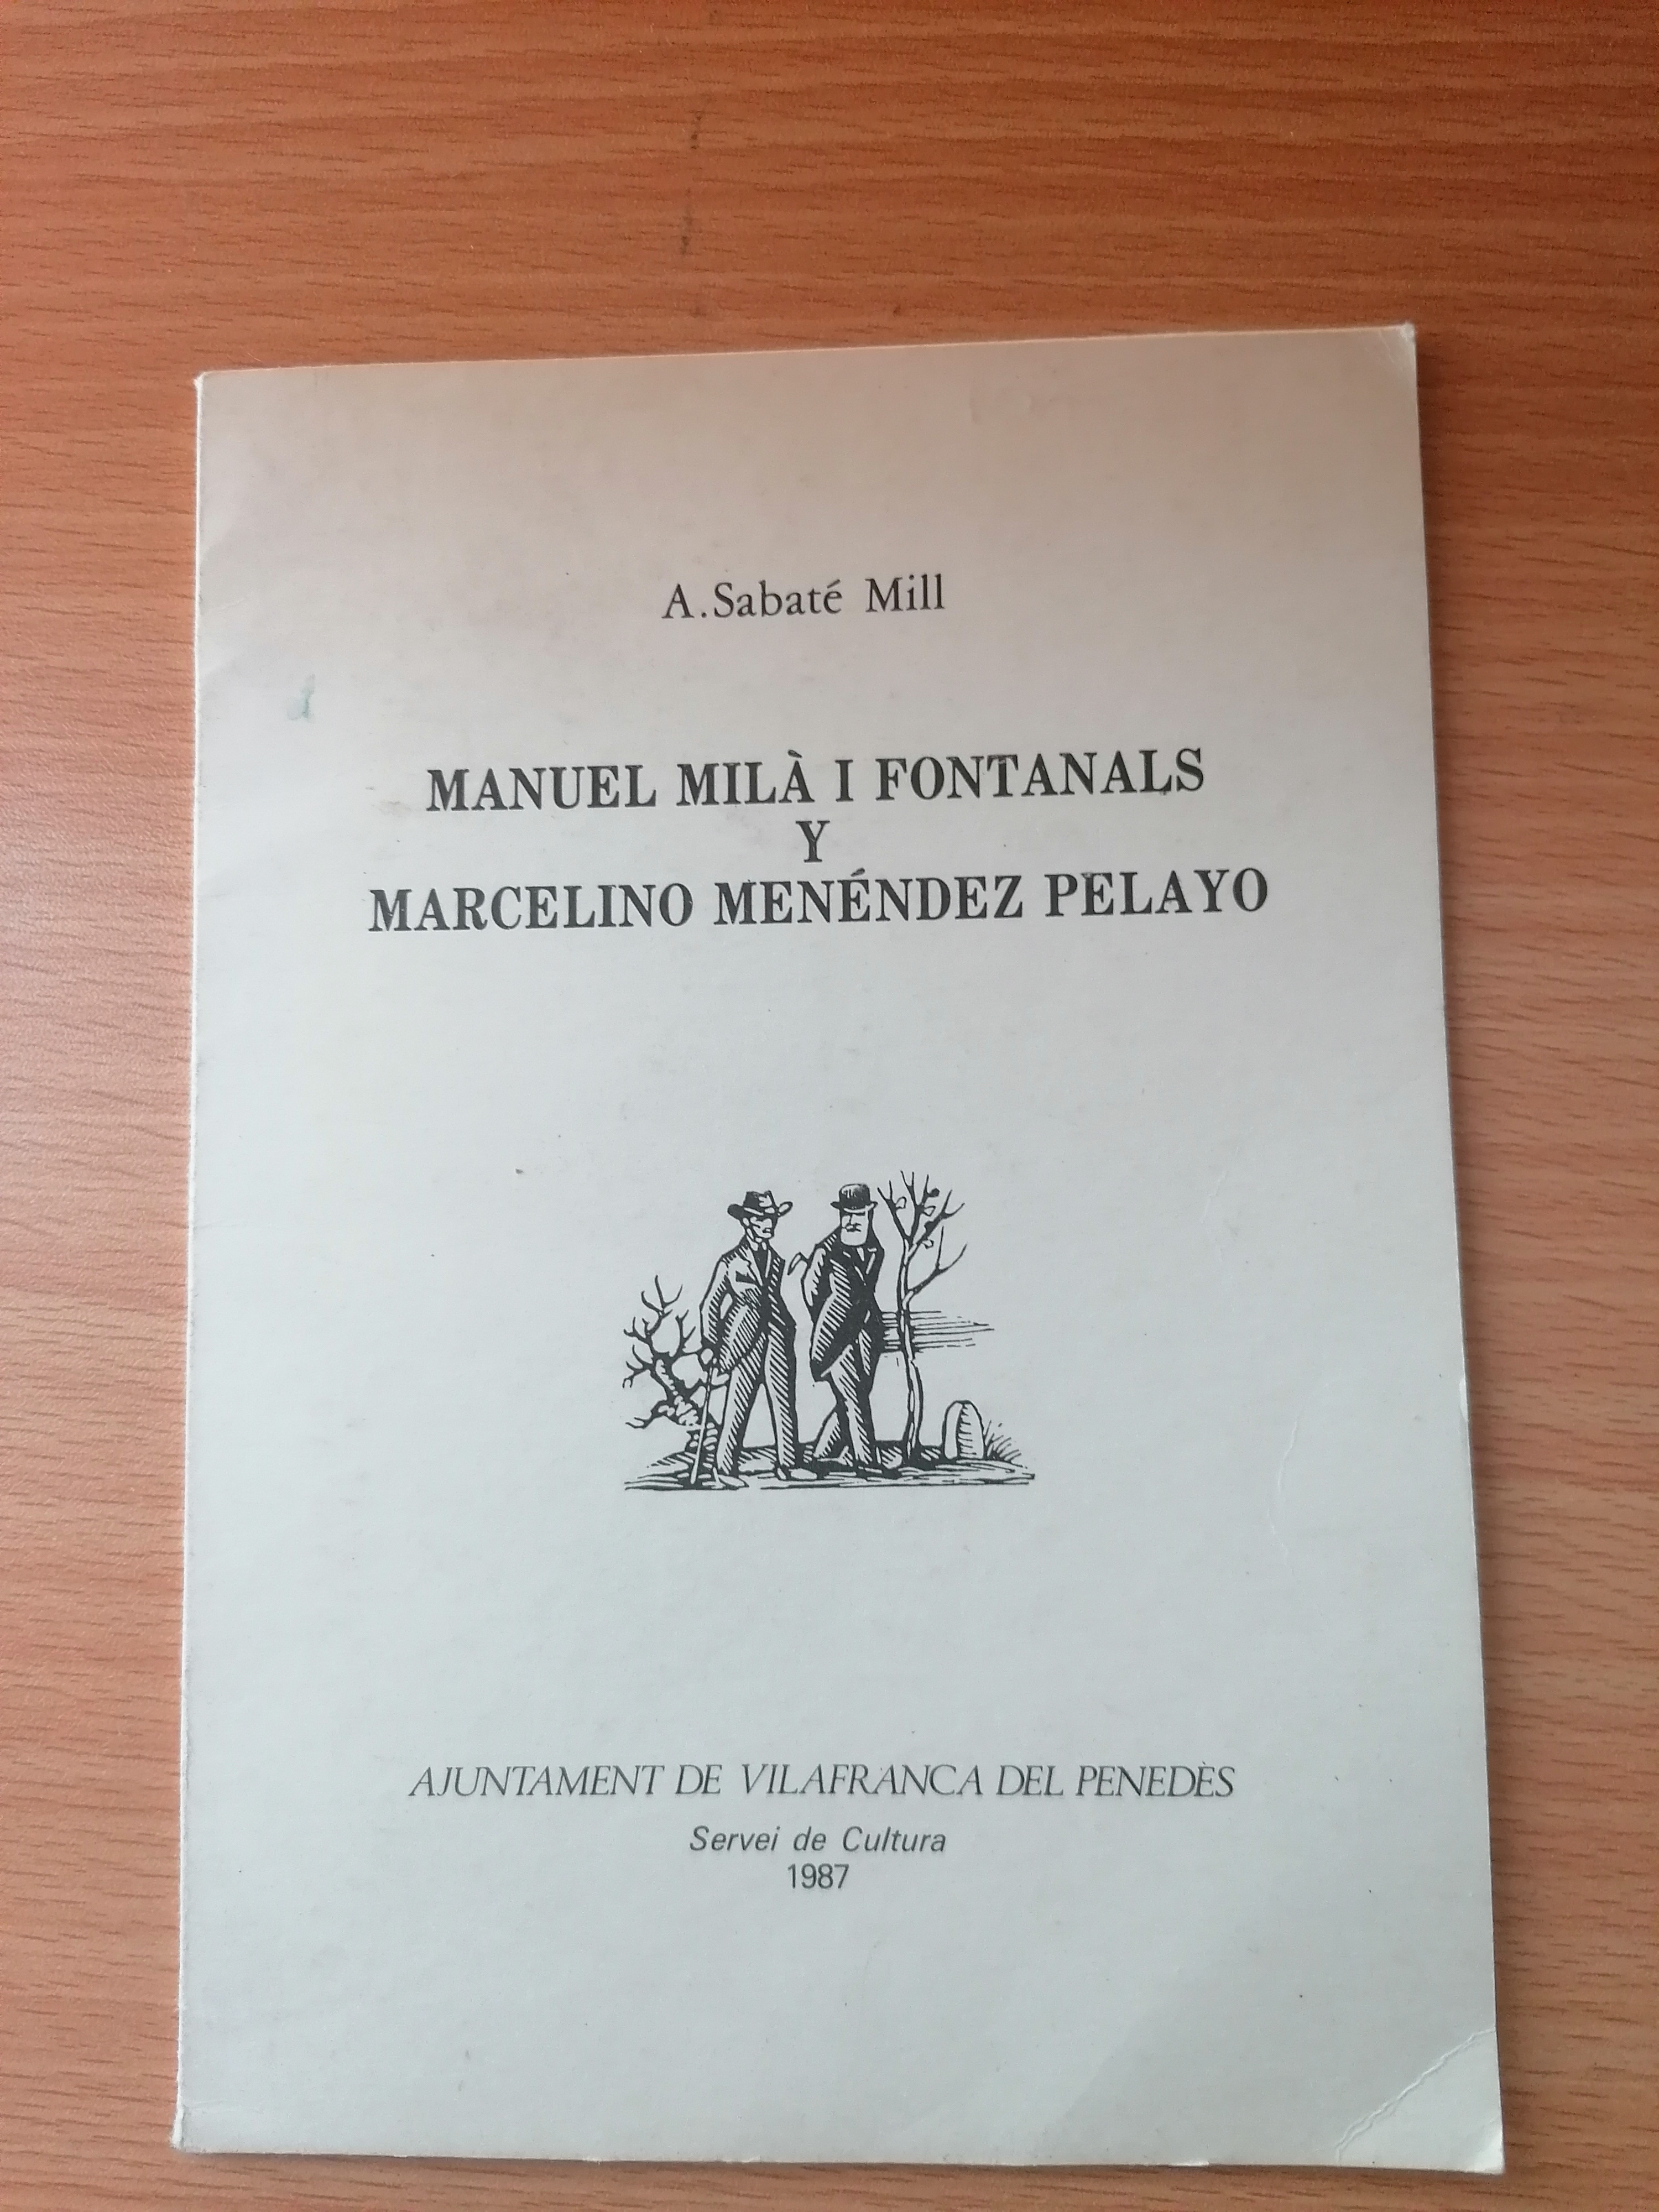 A. Sabaté Mill
MANUEL MILÀ I FONTANALS
Y
MARCELINO MENÉNDEZ PELAYO
AJUNTAMENT DE VILAFRANCA DEL PENEDÈS
Servei de Cultura
1987